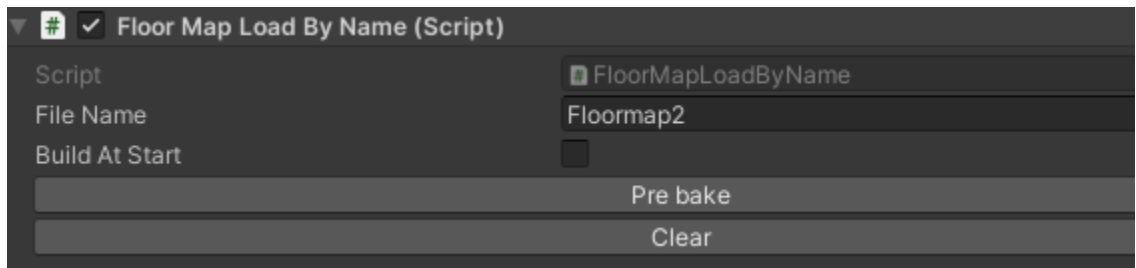 # Floor Map Load By Name (Script)
Script # FloorMapLoadByName
File Name Floormap2
Build At Start
Pre bake
Clear